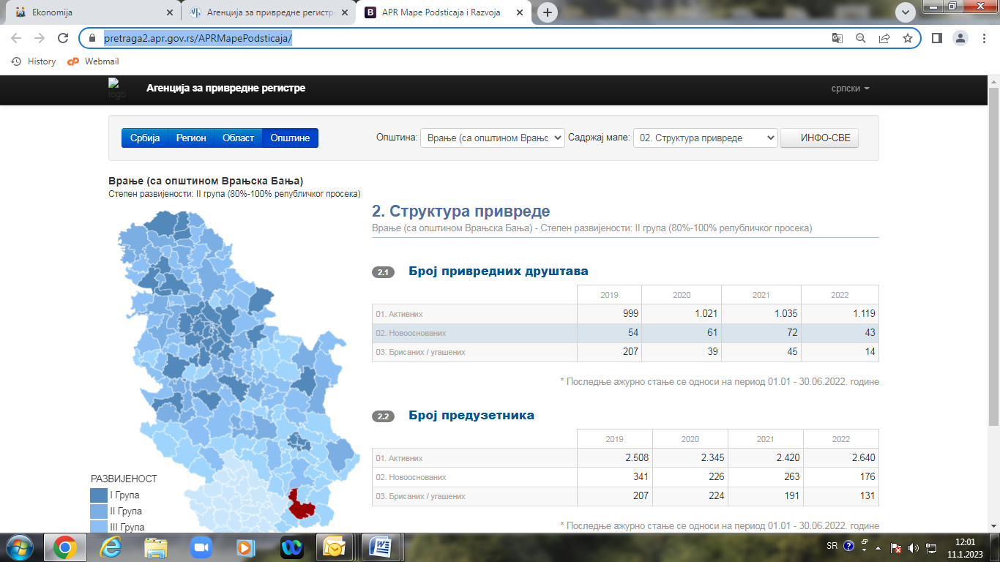 Ekonomija
Агенција за привредне регистре
APR Mape Podsticaja i Razvoja
pretraga2.apr.gov.rs/APRMapePodsticaja/
History
Webmail
logo
Агенција за привредне регистре
српски
Србија
Регион
Област
Општине
Општина:
Врање (са општином Врањс
Садржај мапе:
02. Структура привреде
ИНФО-СВЕ
Врање (са општином Врањска Бања)
Степен развијености: II група (80%-100% републичког просека)
2. Структура привреде
Врање (са општином Врањска Бања) - Степен развијености: II група (80%-100% републичког просека)
2.1 Број привредних друштава
2019 2020 2021 2022
01. Активних 999 1.021 1.035 1.119
02. Новооснованих 54 61 72 43
03. Брисаних / угашених 207 39 45 14
* Последње ажурно стање се односи на период 01.01 - 30.06.2022. године
2.2 Број предузетника
2019 2020 2021 2022
01. Активних 2.508 2.345 2.420 2.640
02. Новооснованих 341 226 263 176
03. Брисаних / угашених 207 224 191 131
* Последње ажурно стање се односи на период 01.01 - 30.06.2022. године
РАЗВИЈЕНОСТ
I Група
II Група
III Група
SR
12:01
11.1.2023